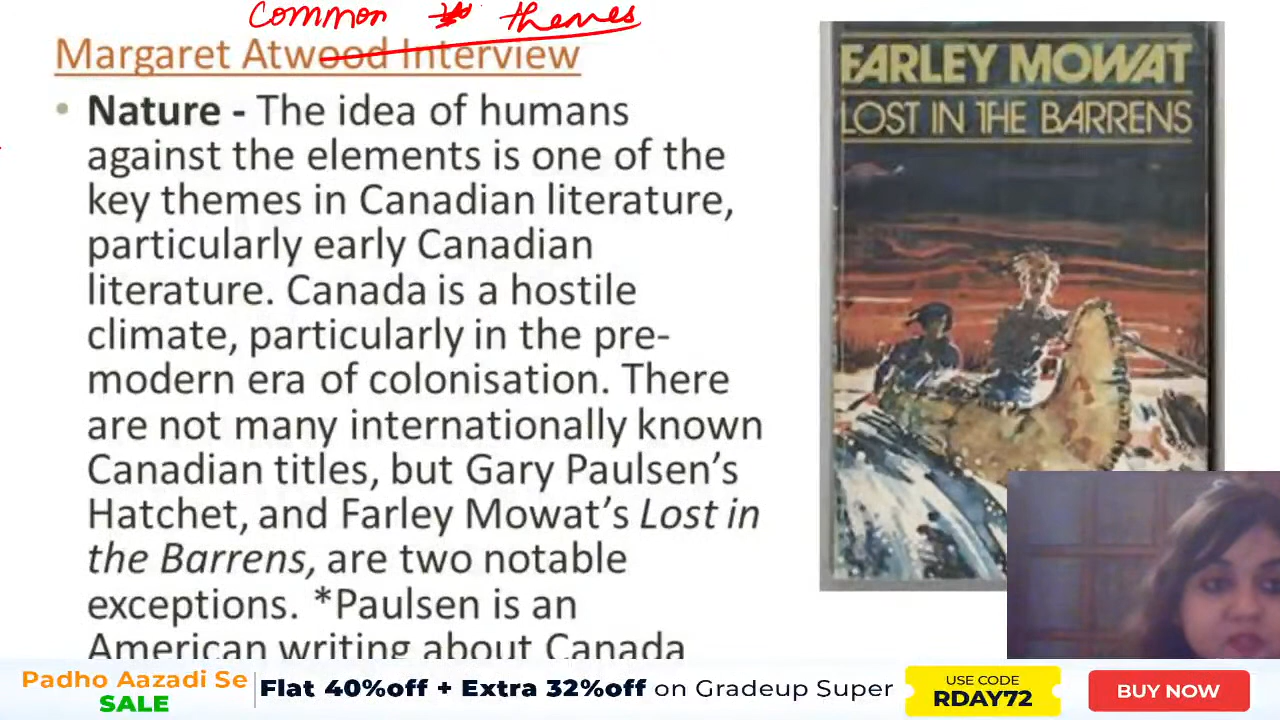 common themes
Margaret Atwood Interview
• Nature - The idea of humans
against the elements is one of the
key themes in Canadian literature,
particularly early Canadian
literature. Canada is a hostile
climate, particularly in the pre-
modern era of colonisation. There
are not many internationally known
Canadian titles, but Gary Paulsen's
Hatchet, and Farley Mowat's Lost in
the Barrens, are two notable
exceptions. *Paulsen is an
American writing about Canada
FARLEY MOWAT
LOST IN THE BARRENS
Padho Aazadi Se
SALE
Flat 40%off + Extra 32%off on Gradeup Super
USE CODE
RDAY72
BUY NOW